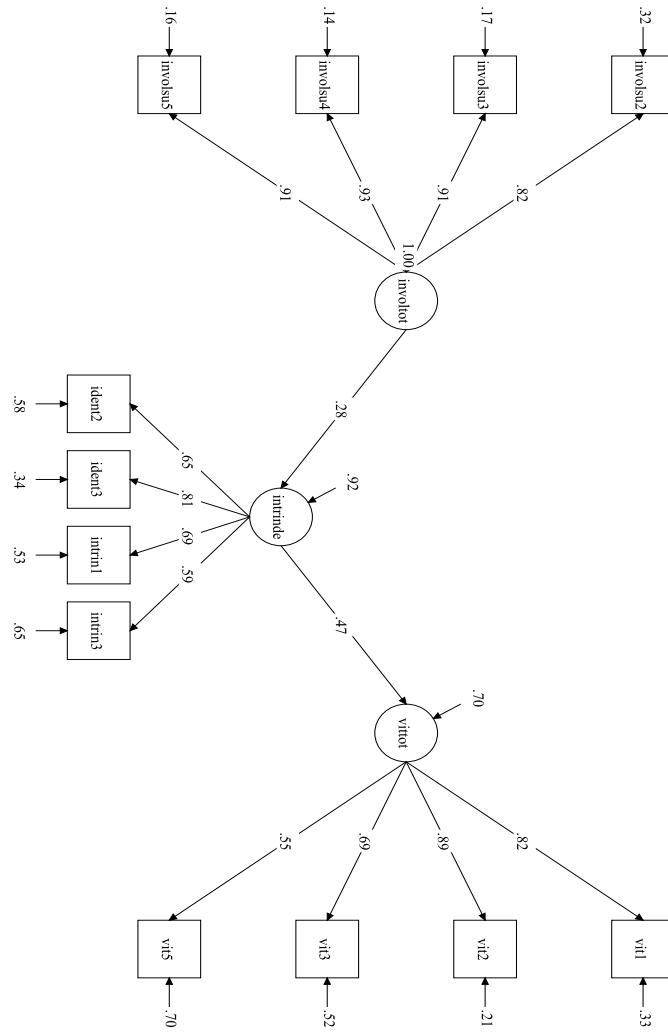 .32
involsu2
vit1
.33
.82
.82
.17
involsu3
vit2
.21
.70
.91
.89
1.00
involtot
vittot
.93
.69
.92
.28
.47
.14
involsu4
vit3
.52
.91
.55
intrinde
.65
.81
.69
.59
.16
involsu5
vit5
.70
ident2
ident3
intrin1
intrin3
.58
.34
.53
.65